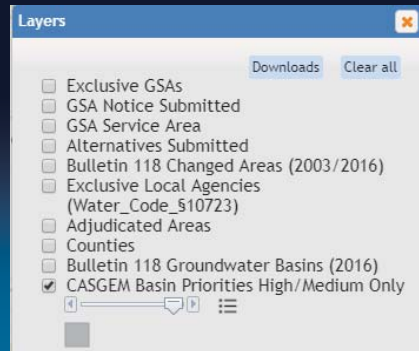 Layers
Downloads Clear all
Exclusive GSAs
GSA Notice Submitted
GSA Service Area
Alternatives Submitted
Bulletin 118 Changed Areas (2003/2016)
Exclusive Local Agencies
(Water_Code_§10723)
Adjudicated Areas
Counties
Bulletin 118 Groundwater Basins (2016)
CASGEM Basin Priorities High/Medium Only